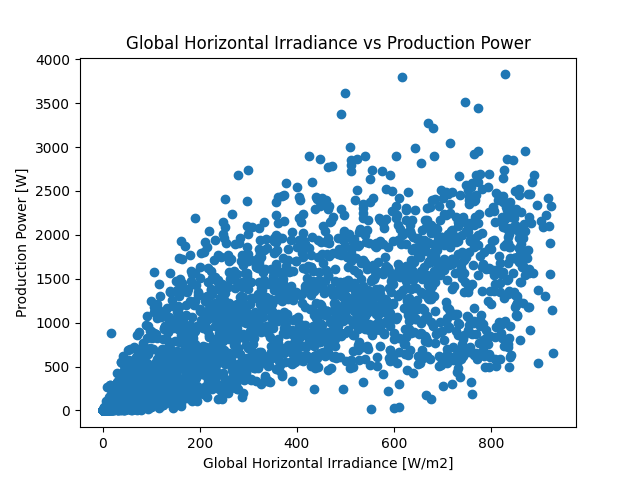 Global Horizontal Irradiance vs Production Power
4000
3500
3000
2500
2000
1500
1000
500
0
Production Power [W]
0 200 400 600 800
Global Horizontal Irradiance [W/m2]